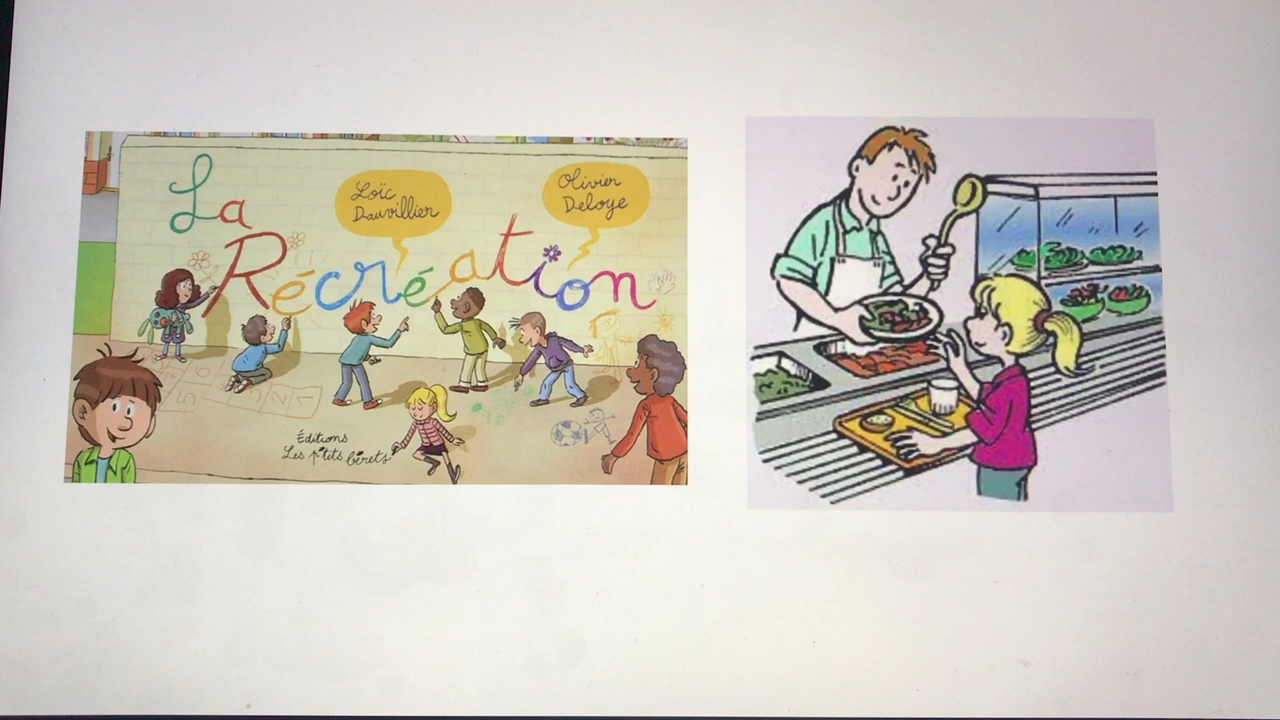 La
Récréation
Loïc
Dauvillier
Olivier
Deloye
Éditions
Les p'tits bérets